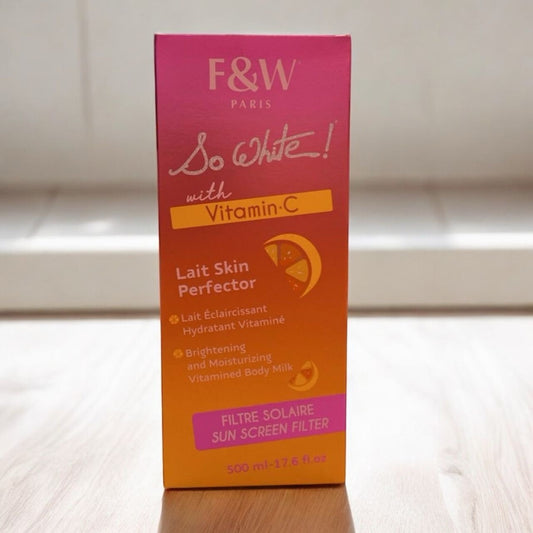 F&W
PARIS
So White!
with
Vitamin·C
Lait Skin
Perfector
Lait Éclaircissant
Hydratant Vitaminé
Brightening
and Moisturizing
Vitamined Body Milk
FILTRE SOLAIRE
SUN SCREEN FILTER
500 ml-17.6 fl.oz